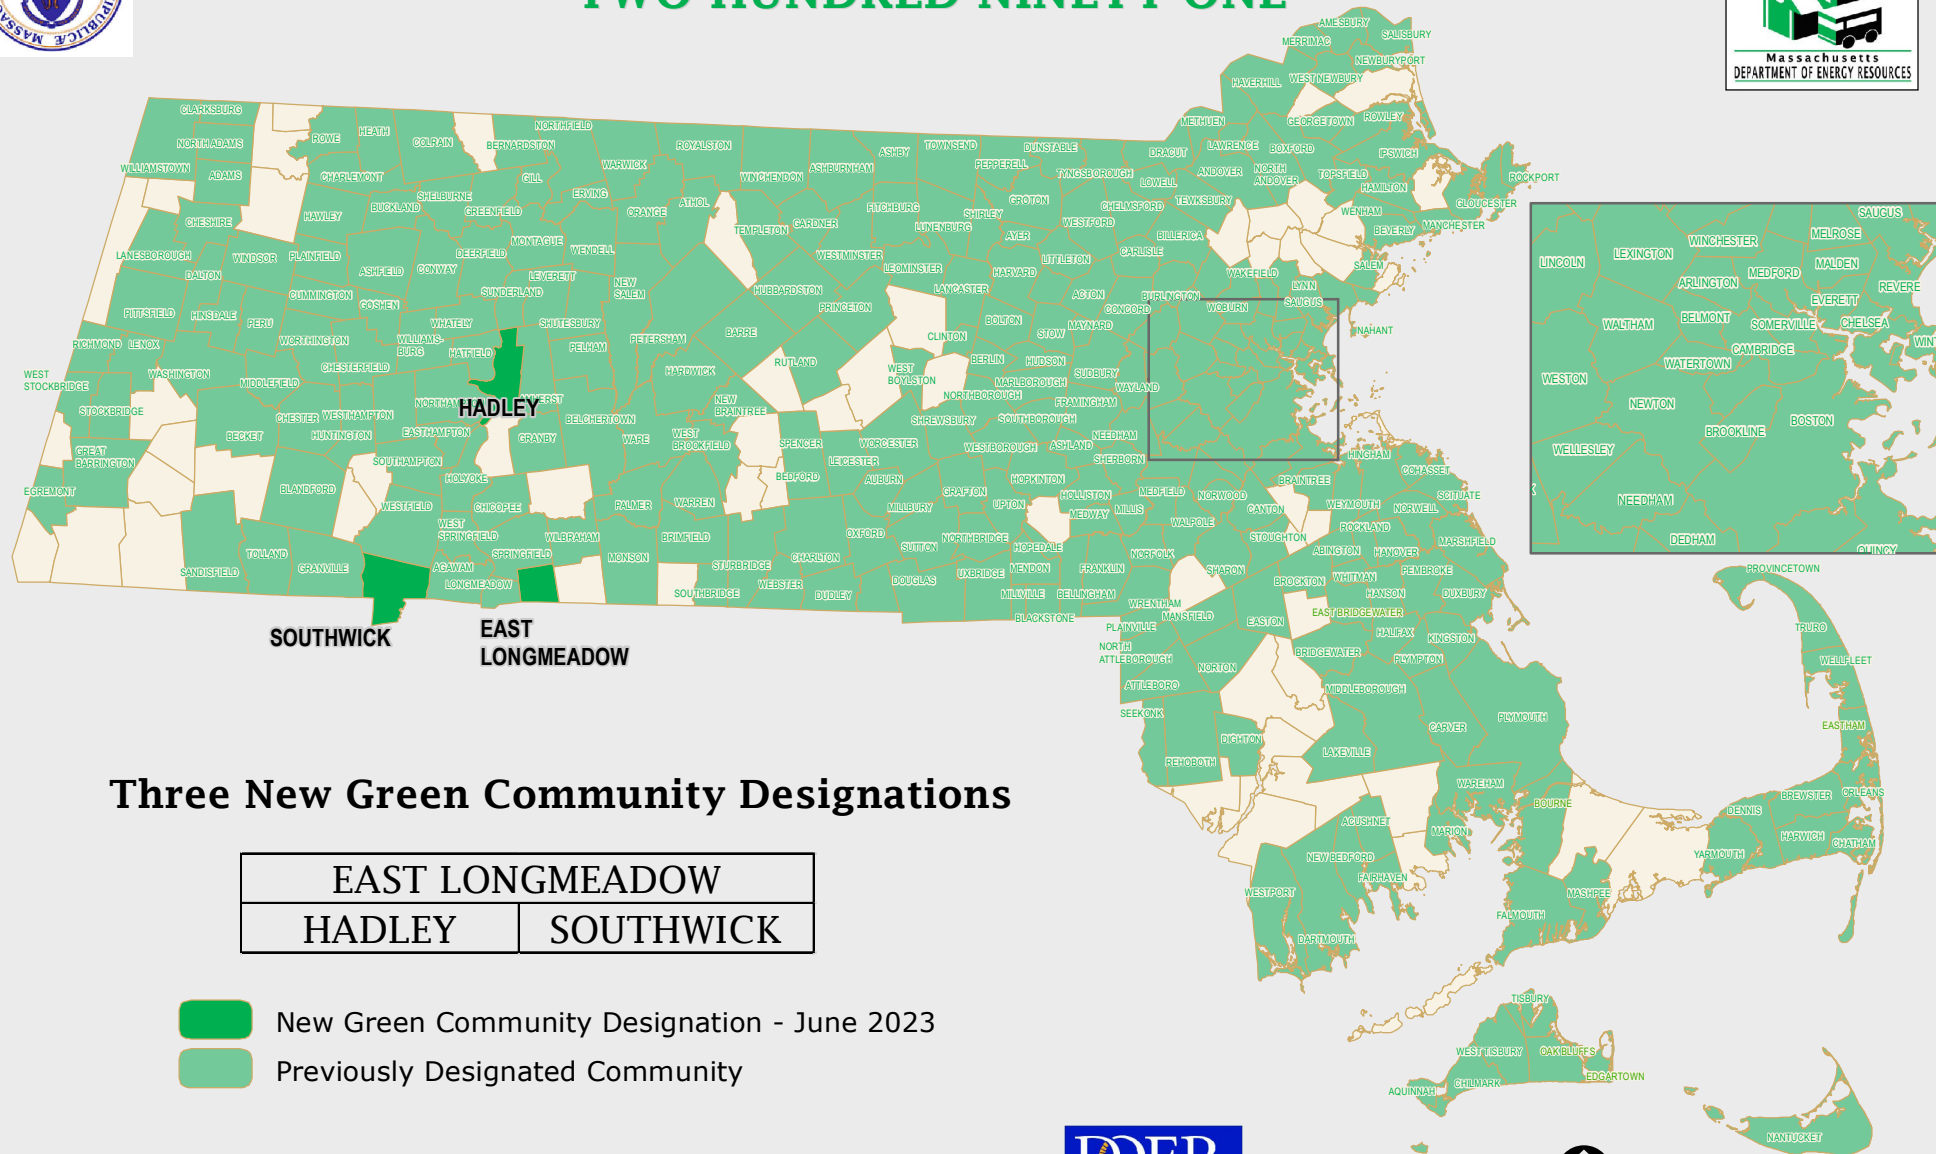 TWO HUNDRED NINETY ONE
Massachusetts
DEPARTMENT OF ENERGY RESOURCES
AMESBURY
SALISBURY
MERRIMAC
NEWBURYPORT
HAVERHILL
WEST NEWBURY
CLARKSBURG
NORTH ADAMS
ROWE
HEATH
COLRAIN
NORTHFIELD
BERNARDSTON
ROYALSTON
ASHBY
TOWNSEND
DUNSTABLE
METHUEN
GEORGETOWN
ROWLEY
LAWRENCE
BOXFORD
IPSWICH
DRACUT
WILLIAMSTOWN
ADAMS
CHARLEMONT
GILL
WARWICK
WINCHENDON
ASHBURNHAM
PEPPERELL
TYNGSBOROUGH
LOWELL
ANDOVER
NORTH
ANDOVER
TOPSFIELD
HAMILTON
ROCKPORT
SHELBURNE
BUCKLAND
ERVING
ORANGE
ATHOL
FITCHBURG
SHIRLEY
GROTON
CHELMSFORD
TEWKSBURY
WENHAM
GLOUCESTER
CHESHIRE
HAWLEY
GREENFIELD
TEMPLETON
GARDNER
LUNENBURG
AYER
WESTFORD
BILLERICA
BEVERLY
MANCHESTER
LANESBOROUGH
DALTON
WINDSOR
PLAINFIELD
ASHFIELD
CONWAY
DEERFIELD
MONTAGUE
WENDELL
LEVERETT
NEW
SALEM
WESTMINSTER
LEOMINSTER
HARVARD
LITTLETON
CARLISLE
WAKEFIELD
SALEM
LYNN
SAUGUS
CUMMINGTON
GOSHEN
SUNDERLAND
HUBBARDSTON
PRINCETON
LANCASTER
ACTON
CONCORD
BURLINGTON
WOBURN
PITTSFIELD
HINSDALE
PERU
WHATELY
SHUTESBURY
BARRE
CLINTON
BOLTON
STOW
MAYNARD
NAHANT
RICHMOND
LENOX
WORTHINGTON
WILLIAMS-
BURG
HATFIELD
PELHAM
PETERSHAM
RUTLAND
BERLIN
HUDSON
SUDBURY
WAYLAND
WEST
STOCKBRIDGE
WASHINGTON
MIDDLEFIELD
CHESTERFIELD
HARDWICK
WEST
BOYLSTON
MARLBOROUGH
NORTHBOROUGH
FRAMINGHAM
STOCKBRIDGE
CHESTER
WESTHAMPTON
HADLEY
BELCHERTOWN
NEW
BRAINTREE
SHREWSBURY
SOUTHBOROUGH
BECKET
HUNTINGTON
EASTHAMPTON
GRANBY
WARE
WEST
BROOKFIELD
SPENCER
WORCESTER
WESTBOROUGH
ASHLAND
NEEDHAM
SHERBORN
GREAT
BARRINGTON
SOUTHAMPTON
HOLYOKE
LEICESTER
BEDFORD
AUBURN
HOPKINTON
HINGHAM
COHASSET
BRAINTREE
EGREMONT
BLANDFORD
WESTFIELD
CHICOPEE
PALMER
WARREN
MILLBURY
GRAFTON
UPTON
HOLLISTON
MEDWAY
MILLIS
MEDFIELD
NORWOOD
CANTON
WEYMOUTH
SCITUATE
NORWELL
WALPOLE
ROCKLAND
WEST
SPRINGFIELD
SPRINGFIELD
WILBRAHAM
BRIMFIELD
OXFORD
SUTTON
NORTHBRIDGE
HOPEDALE
NORFOLK
STOUGHTON
ABINGTON
HANOVER
MARSHFIELD
TOLLAND
SANDISFIELD
GRANVILLE
AGAWAM
LONGMEADOW
MONSON
STURBRIDGE
CHARLTON
SOUTHBRIDGE
WEBSTER
DUDLEY
DOUGLAS
UXBRIDGE
MENDON
MILLVILLE
BELLINGHAM
FRANKLIN
BLACKSTONE
SHARON
BROCKTON
WHITMAN
PEMBROKE
HANSON
DUXBURY
WRENTHAM
PLAINVILLE
MANSFIELD
EASTON
EAST BRIDGEWATER
HALIFAX
KINGSTON
NORTH
ATTLEBOROUGH
ATTLEBORO
NORTON
BRIDGEWATER
PLYMPTON
MIDDLEBOROUGH
SEEKONK
DIGHTON
REHOBOTH
LAKEVILLE
CARVER
PLYMOUTH
WAREHAM
BOURNE
ACUSHNET
MARION
NEW BEDFORD
FAIRHAVEN
WESTPORT
DARTMOUTH
FALMOUTH
MASHPEE
YARMOUTH
DENNIS
BREWSTER
ORLEANS
HARWICH
CHATHAM
PROVINCETOWN
TRURO
WELLFLEET
EASTHAM
TISBURY
WEST TISBURY
OAK BLUFFS
EDGARTOWN
CHILMARK
AQUINNAH
NANTUCKET
SAUGUS
WINCHESTER
MELROSE
LINCOLN
LEXINGTON
MEDFORD
MALDEN
ARLINGTON
REVERE
EVERETT
WALTHAM
BELMONT
SOMERVILLE
CHELSEA
CAMBRIDGE
WATERTOWN
WESTON
NEWTON
BROOKLINE
BOSTON
WELLESLEY
NEEDHAM
DEDHAM
QUINCY
SOUTHWICK
EAST
LONGMEADOW
Three New Green Community Designations
EAST LONGMEADOW
HADLEY SOUTHWICK
New Green Community Designation - June 2023
Previously Designated Community
DOER